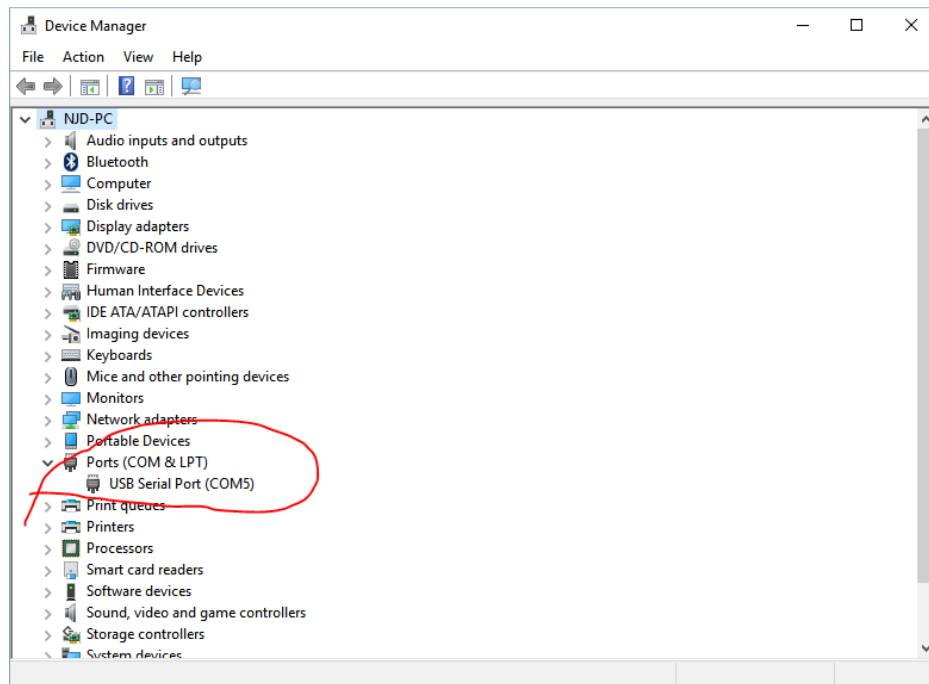 Device Manager
File Action View Help
NJD-PC
Audio inputs and outputs
Bluetooth
Computer
Disk drives
Display adapters
DVD/CD-ROM drives
Firmware
Human Interface Devices
IDE ATA/ATAPI controllers
Imaging devices
Keyboards
Mice and other pointing devices
Monitors
Network adapters
Portable Devices
Ports (COM & LPT)
USB Serial Port (COM5)
Print queues
Printers
Processors
Smart card readers
Software devices
Sound, video and game controllers
Storage controllers
System devices